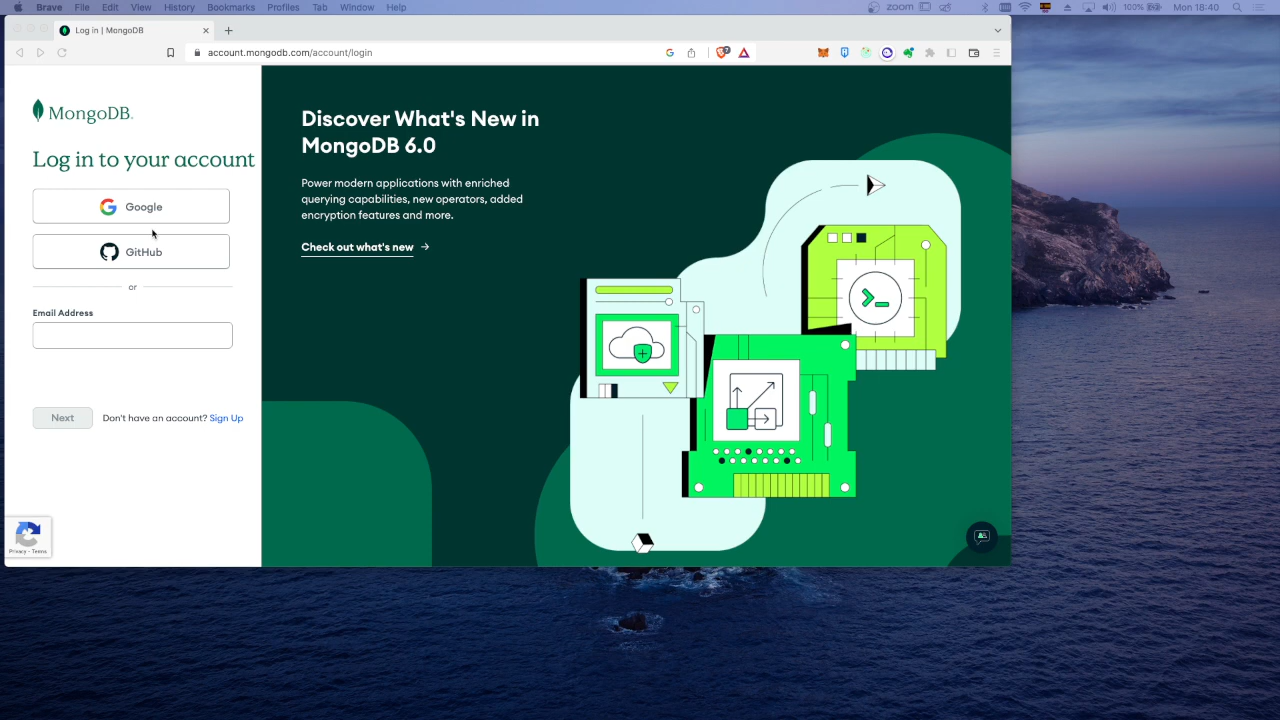 Brave File Edit View History Bookmarks Profiles Tab Window Help
zoom 100% Mon 18:40
Log in | MongoDB
account.mongodb.com/account/login
MongoDB.
Log in to your account
Google
GitHub
or
Email Address
Next Don't have an account? Sign Up
Privacy - Terms
Discover What's New in
MongoDB 6.0
Power modern applications with enriched
querying capabilities, new operators, added
encryption features and more.
Check out what's new →